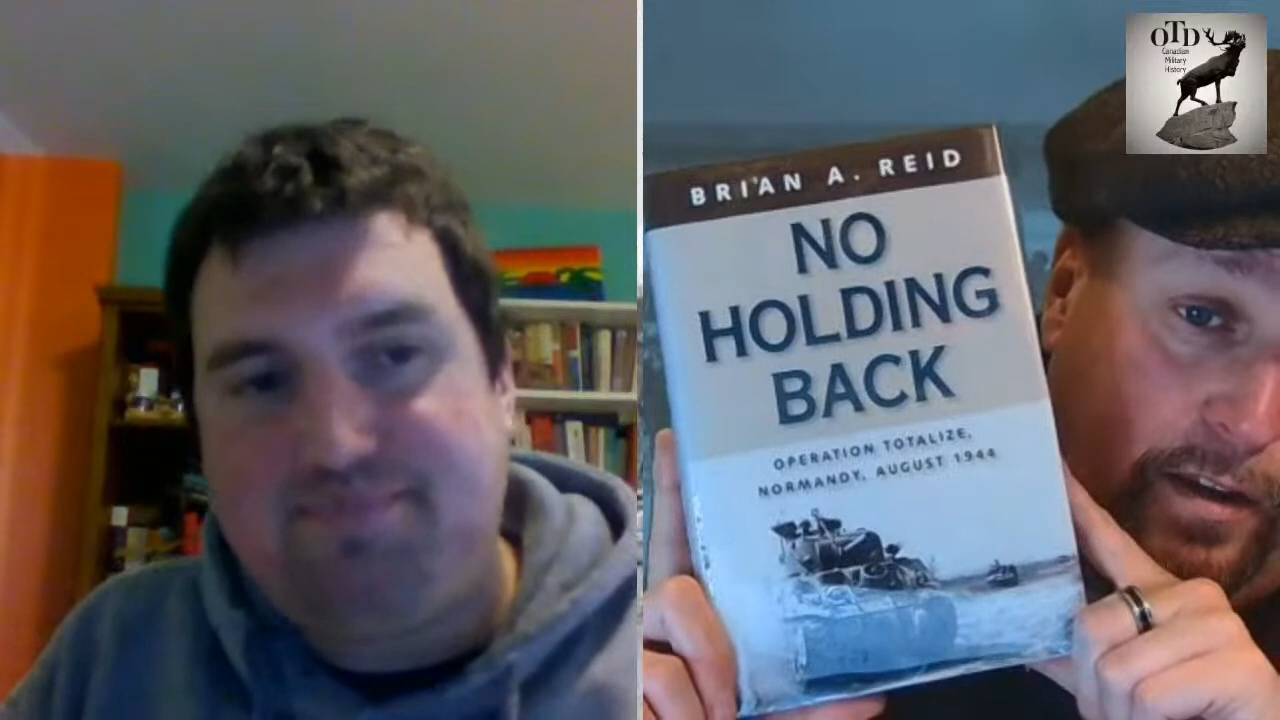 OTD
Canadian
Military
History
BRIAN A. REID
NO
HOLDING
BACK
OPERATION TOTALIZE,
NORMANDY, AUGUST 1944